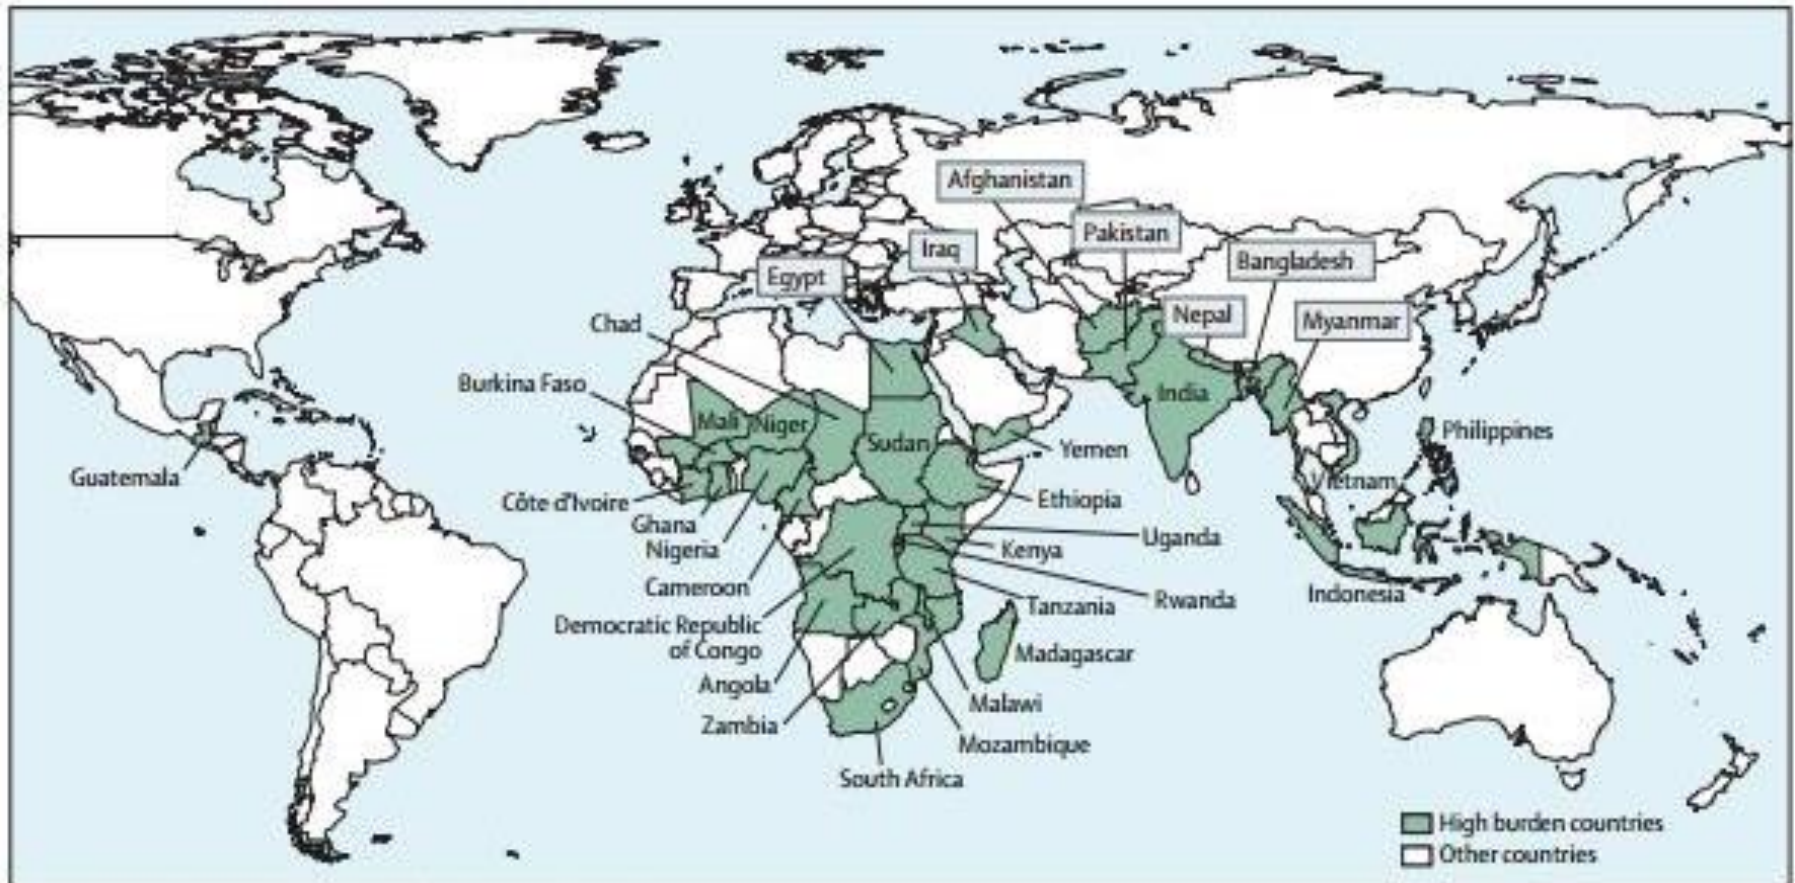 Afghanistan
Pakistan
Iraq
Bangladesh
Egypt
Nepal
Myanmar
Chad
Burkina Faso
Mali
Niger
India
Sudan
Philippines
Yemen
Guatemala
Vietnam
Côte d'Ivoire
Ethiopia
Ghana
Nigeria
Uganda
Kenya
Cameroon
Indonesia
Rwanda
Tanzania
Democratic Republic
of Congo
Madagascar
Angola
Malawi
Zambia
Mozambique
South Africa
High burden countries
Other countries